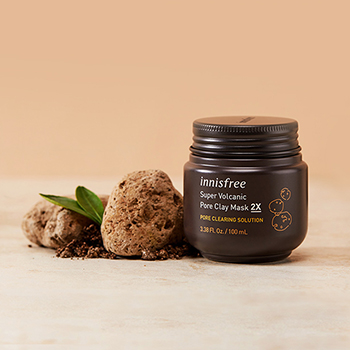 innisfree
Super Volcanic
Pore Clay Mask 2X
PORE CLEARING SOLUTION
3.38 Fl. Oz. / 100 mL